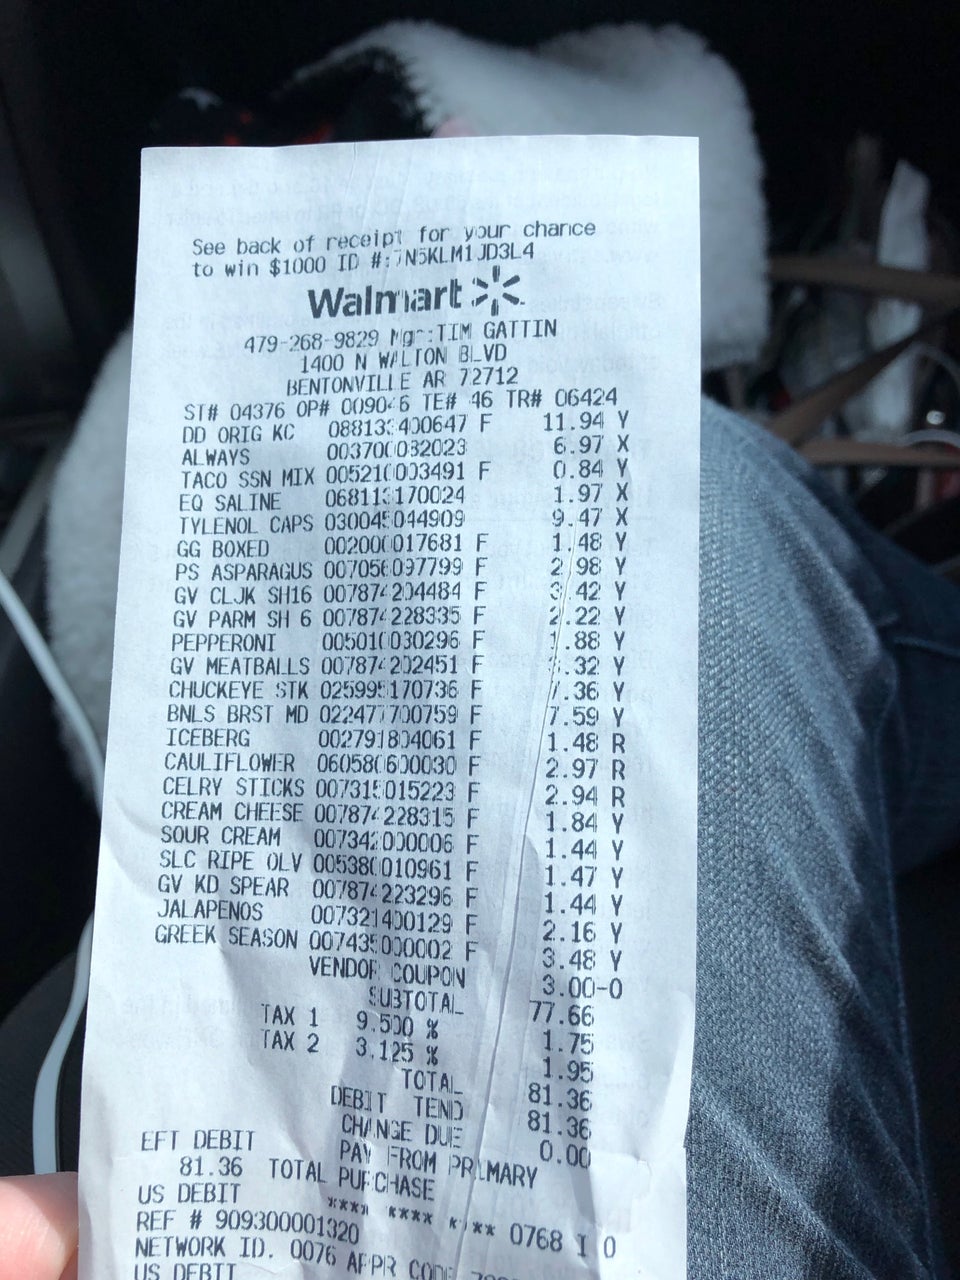 See back of receipt for your chance
to win $1000 ID #:7N5KLM1JD3L4
Walmart
479-268-9829 Mgr:TIM GATTIN
1400 N WALTON BLVD
BENTONVILLE AR 72712
ST# 04376 OP# 009046 TE# 46 TR# 06424
DD ORIG KC 088133400647 F 11.94 Y
ALWAYS 003700032023 6.97 X
TACO SSN MIX 005210003491 F 0.84 Y
EQ SALINE 068113170024 1.97 X
TYLENOL CAPS 030045044909 9.47 X
GG BOXED 002000017681 F 1.48 Y
PS ASPARAGUS 007056097799 F 2.98 Y
GV CLJK SH16 007874204484 F 3.42 Y
GV PARM SH 6 007874228335 F 2.22 Y
PEPPERONI 005010030296 F 1.88 Y
GV MEATBALLS 007874202451 F .32 Y
CHUCKEYE STK 025995170736 F 7.36 Y
BNLS BRST MD 022477700759 F 7.59 Y
ICEBERG 002791804061 F 1.48 R
CAULIFLOWER 060580600030 F 2.97 R
CELRY STICKS 007315015223 F 2.94 R
CREAM CHEESE 007874228315 F 1.84 Y
SOUR CREAM 007342000006 F 1.44 Y
SLC RIPE OLV 005380010961 F 1.47 Y
GV KD SPEAR 007874223296 F 1.44 Y
JALAPENOS 007321400129 F 2.16 Y
GREEK SEASON 007435000002 F 3.48 Y
VENDOR COUPON 3.00-O
SUBTOTAL 77.66
TAX 1 9.500 % 1.75
TAX 2 3.125 % 1.95
TOTAL 81.36
DEBIT TEND 81.36
CHANGE DUE 0.00
EFT DEBIT PAY FROM PRIMARY
81.36 TOTAL PURCHASE
US DEBIT **** **** **** 0768 I 0
REF # 909300001320
NETWORK ID. 0076 APPR CODE
US DEBIT